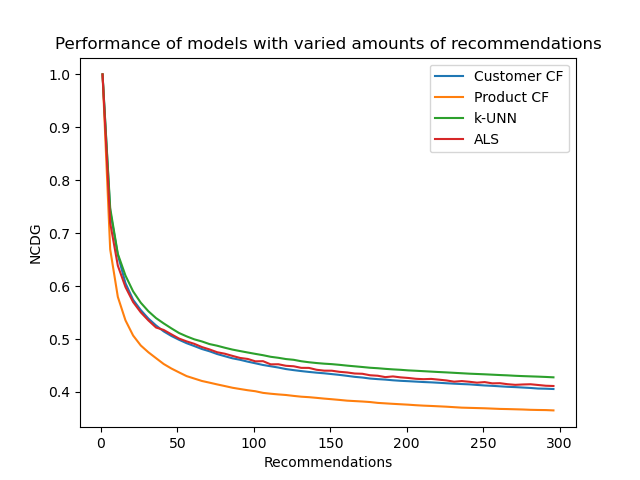 Performance of models with varied amounts of recommendations
1.0
0.9
0.8
0.7
0.6
0.5
0.4
NCDG
Customer CF
Product CF
k-UNN
ALS
0 50 100 150 200 250 300
Recommendations